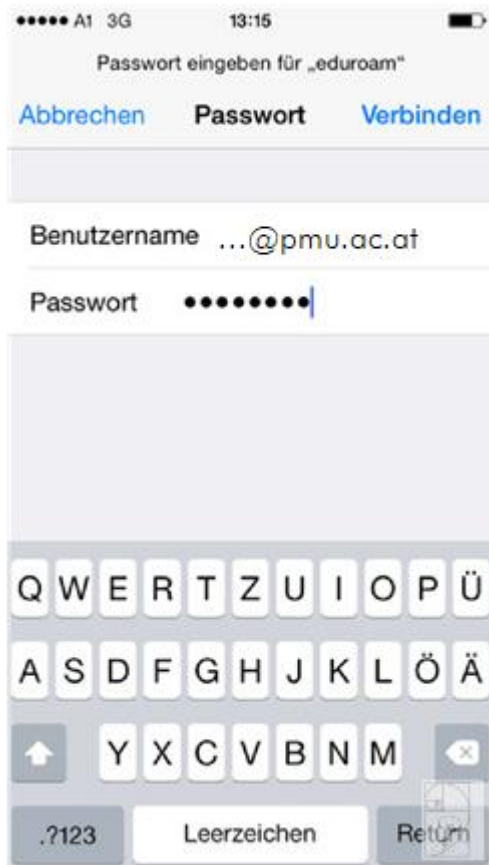 A1 3G 13:15
Passwort eingeben für „eduroam“
Abbrechen Passwort Verbinden
Benutzername ...@pmu.ac.at
Passwort ••••••••
Q W E R T Z U I O P Ü
A S D F G H J K L Ö Ä
Y X C V B N M
.?123 Leerzeichen Return